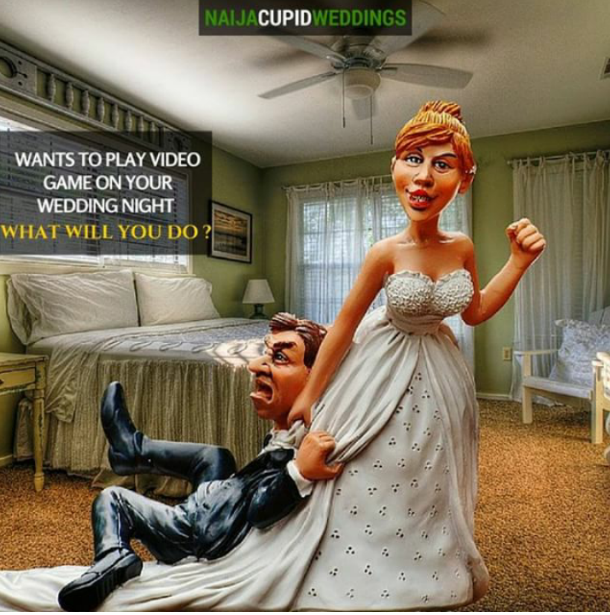 NAIJACUPIDWEDDINGS
WANTS TO PLAY VIDEO
GAME ON YOUR
WEDDING NIGHT
WHAT WILL YOU DO ?